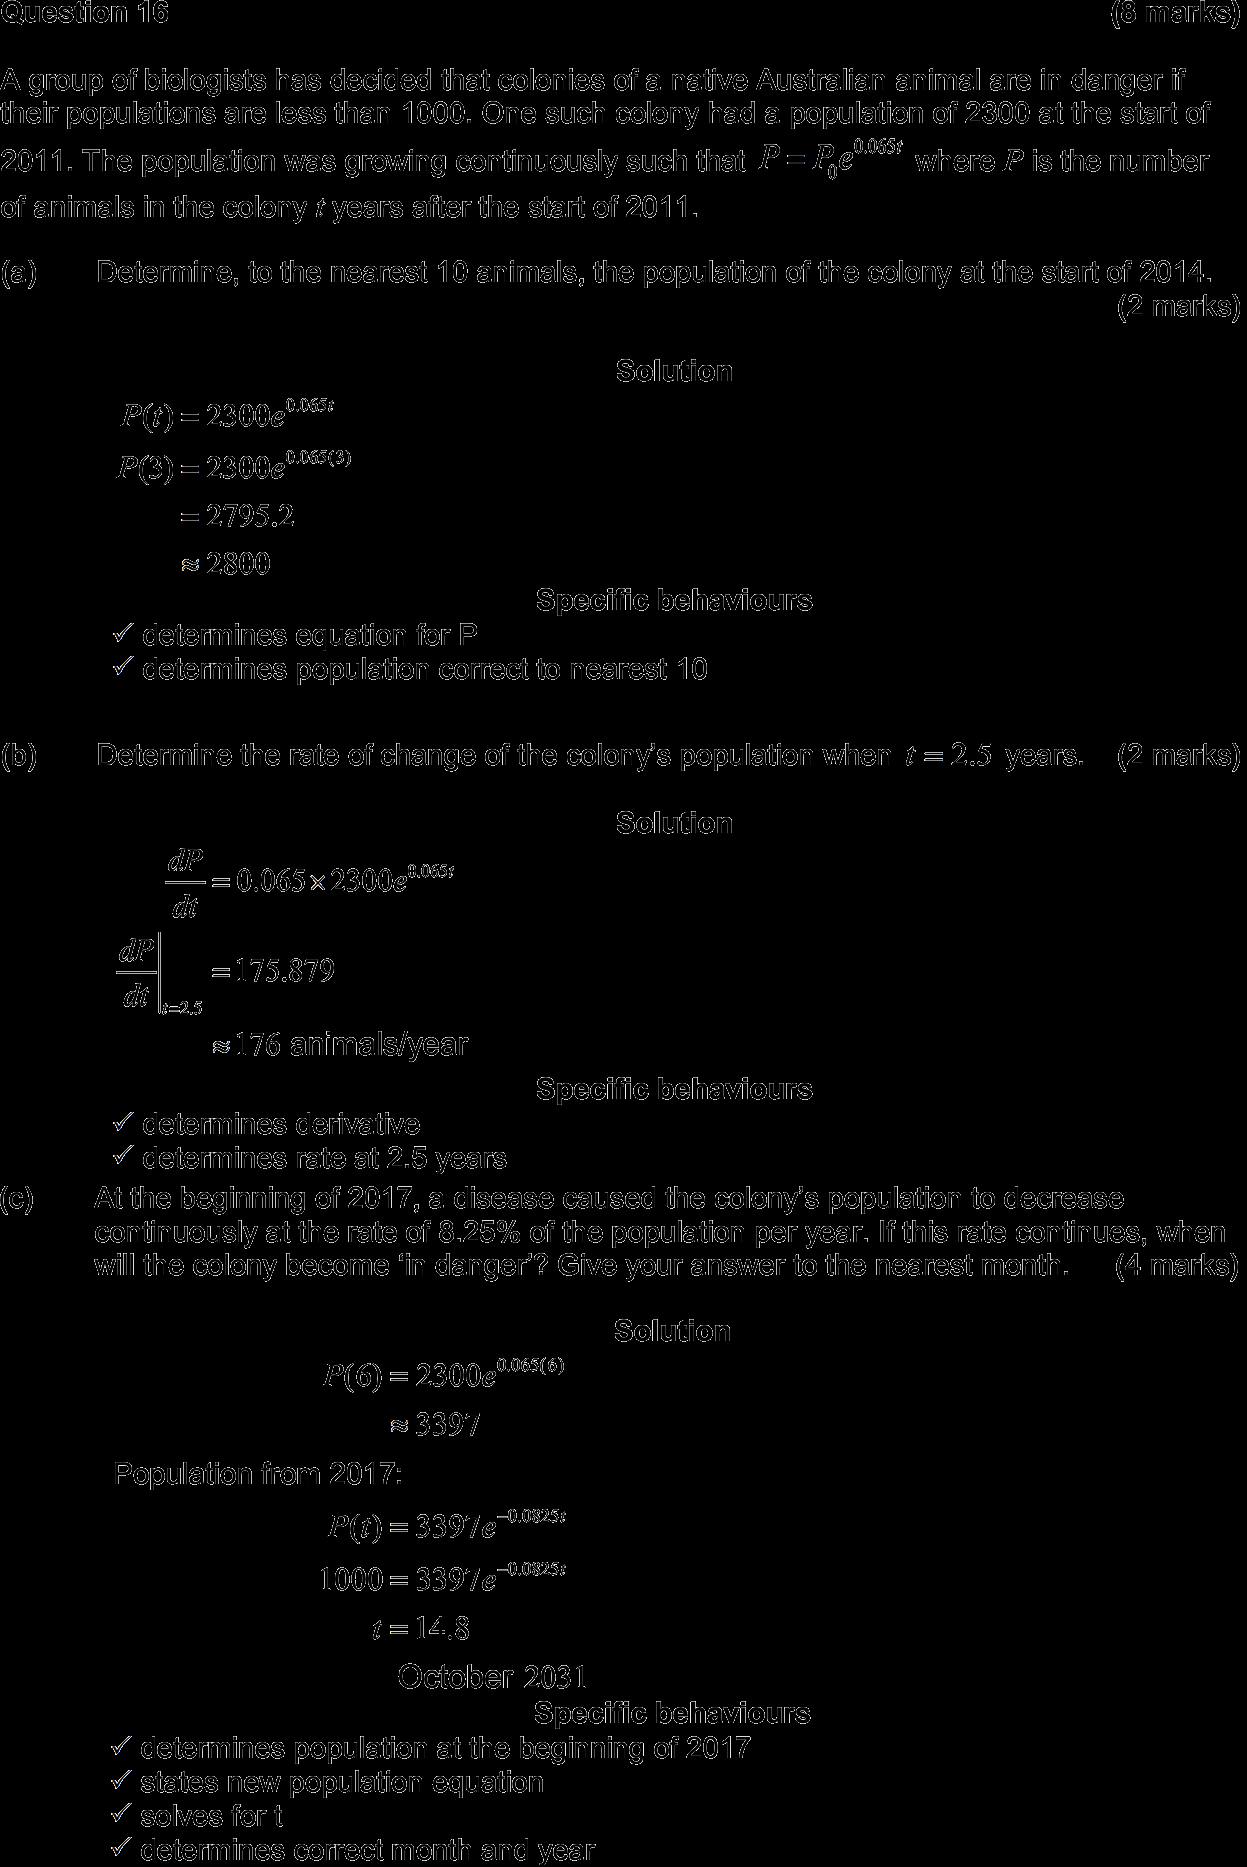 Question 16 (8 marks)
A group of biologists has decided that colonies of a native Australian animal are in danger if
their populations are less than 1000. One such colony had a population of 2300 at the start of
2011. The population was growing continuously such that P = P₀e^0.065t where P is the number
of animals in the colony t years after the start of 2011.
(a) Determine, to the nearest 10 animals, the population of the colony at the start of 2014.
(2 marks)
Solution
P(t) = 2300e^0.065t
P(3) = 2300e^0.065(3)
= 2795.2
≈ 2800
Specific behaviours
✓ determines equation for P
✓ determines population correct to nearest 10
(b) Determine the rate of change of the colony’s population when t = 2.5 years. (2 marks)
Solution
dP/dt = 0.065 × 2300e^0.065t
dP/dt|t=2.5 = 175.879
≈ 176 animals/year
Specific behaviours
✓ determines derivative
✓ determines rate at 2.5 years
(c) At the beginning of 2017, a disease caused the colony’s population to decrease
continuously at the rate of 8.25% of the population per year. If this rate continues, when
will the colony become ‘in danger’? Give your answer to the nearest month. (4 marks)
Solution
P(6) = 2300e^0.065(6)
≈ 3397
Population from 2017:
P(t) = 3397e^−0.0825t
1000 = 3397e^−0.0825t
t = 14.8
October 2031
Specific behaviours
✓ determines population at the beginning of 2017
✓ states new population equation
✓ solves for t
✓ determines correct month and year